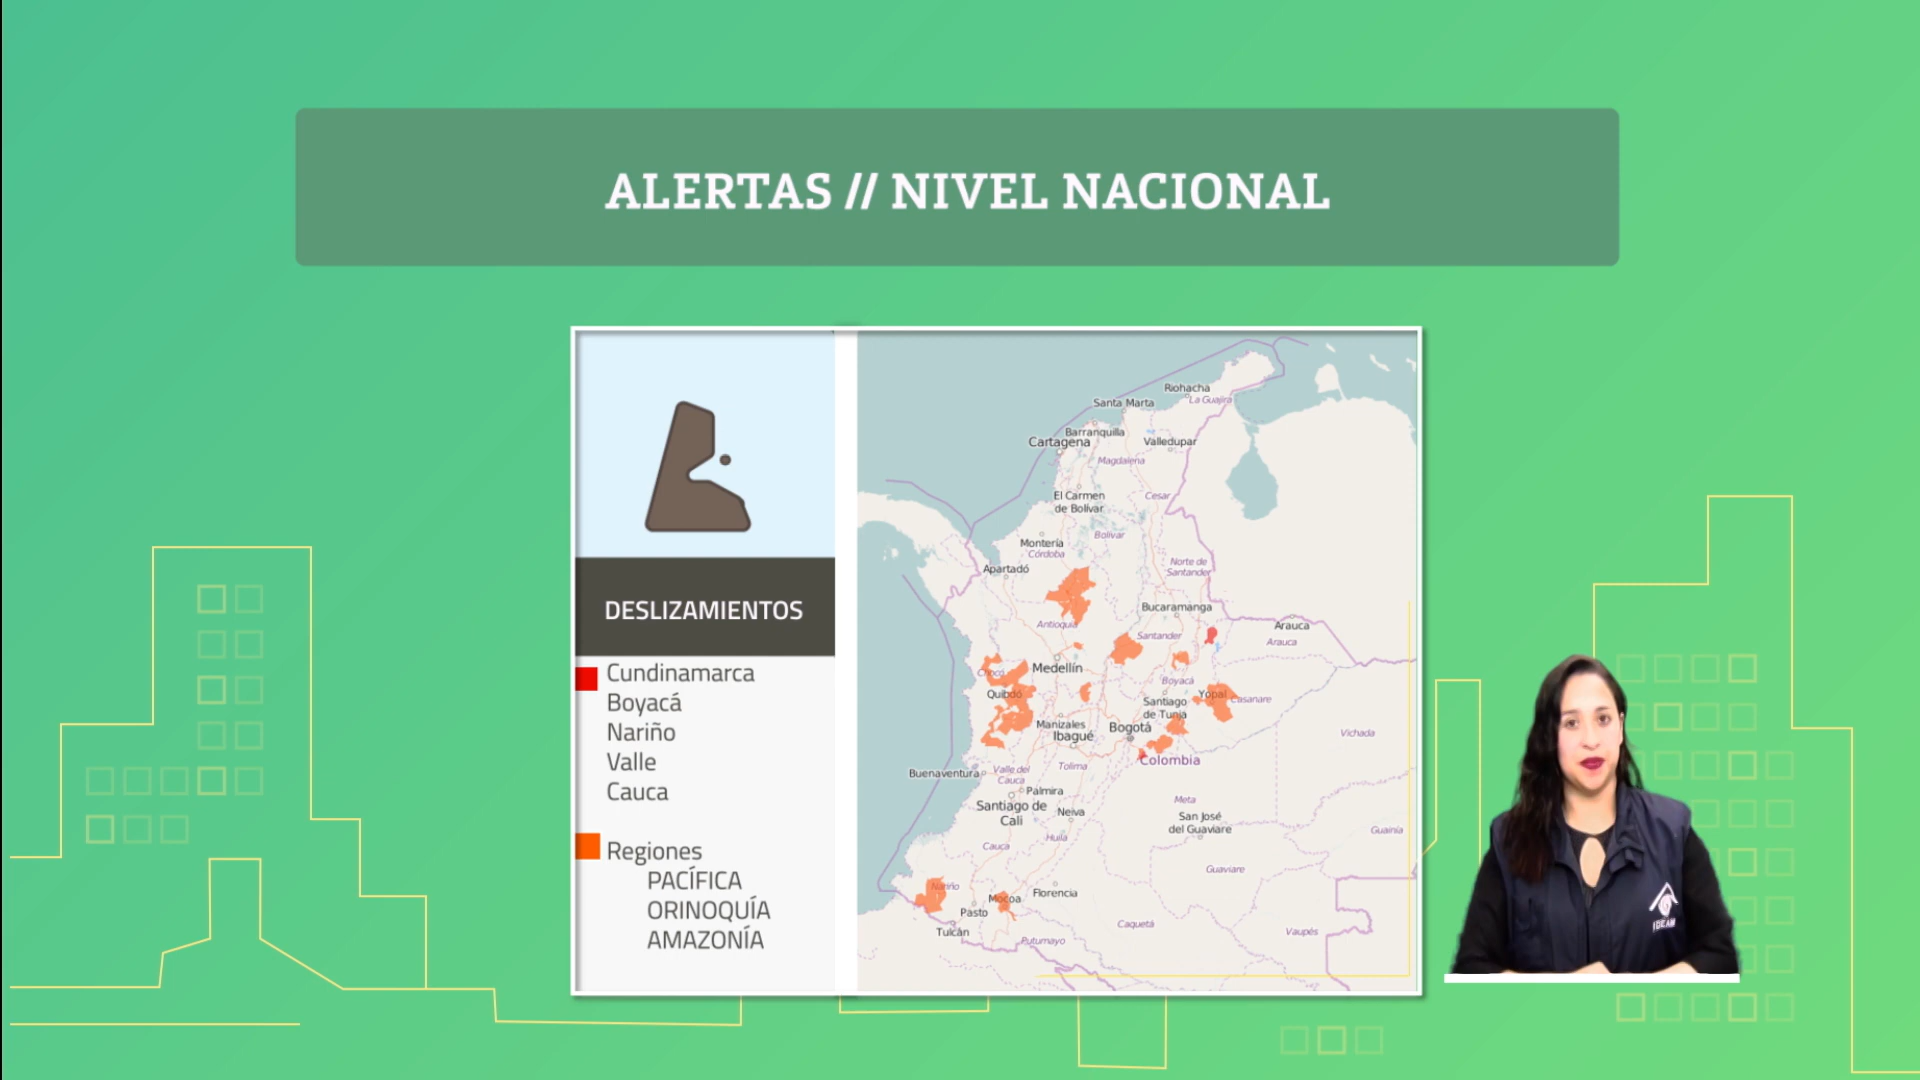 ALERTAS // NIVEL NACIONAL
DESLIZAMIENTOS
Cundinamarca
Boyacá
Nariño
Valle
Cauca
Regiones
PACÍFICA
ORINOQUÍA
AMAZONÍA
Riohacha
La Guajira
Santa Marta
Barranquilla
Cartagena
Valledupar
Magdalena
El Carmen
de Bolívar
Cesar
Bolívar
Montería
Córdoba
Apartadó
Norte de
Santander
Bucaramanga
Antioquia
Santander
Arauca
Arauca
Medellín
Chocó
Quibdó
Boyacá
Yopal
Casanare
Santiago
de Tunja
Manizales
Ibagué
Bogotá
Vichada
Colombia
Buenaventura
Valle del
Cauca
Tolima
Palmira
Santiago de
Cali
Neiva
Meta
San José
del Guaviare
Guainía
Huila
Cauca
Guaviare
Nariño
Mocoa
Florencia
Pasto
Tulcán
Putumayo
Caquetá
Vaupés
IDEAM